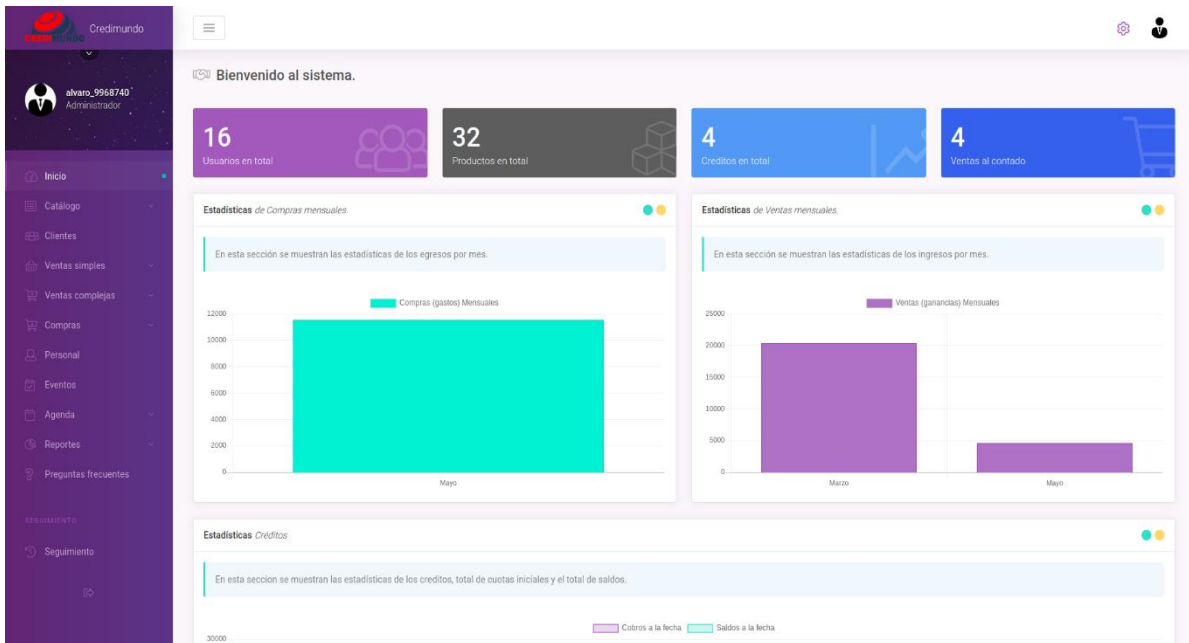 CREDIMUNDO
Credimundo
alvaro_9968740
Administrador
Inicio
Catálogo
Clientes
Ventas simples
Ventas complejas
Compras
Personal
Eventos
Agenda
Reportes
Preguntas frecuentes
SEGUIMIENTO
Seguimiento
Bienvenido al sistema.
16
Usuarios en total
32
Productos en total
4
Creditos en total
4
Ventas al contado
Estadísticas de Compras mensuales.
En esta sección se muestran las estadísticas de los egresos por mes.
Compras (gastos) Mensuales
12000
10000
8000
6000
4000
2000
0
Mayo
Estadísticas de Ventas mensuales.
En esta sección se muestran las estadísticas de los ingresos por mes.
Ventas (ganancias) Mensuales
25000
20000
15000
10000
5000
0
Marzo Mayo
Estadísticas Créditos
En esta seccion se muestran las estadísticas de los creditos, total de cuotas iniciales y el total de saldos.
Cobros a la fecha Saldos a la fecha
30000